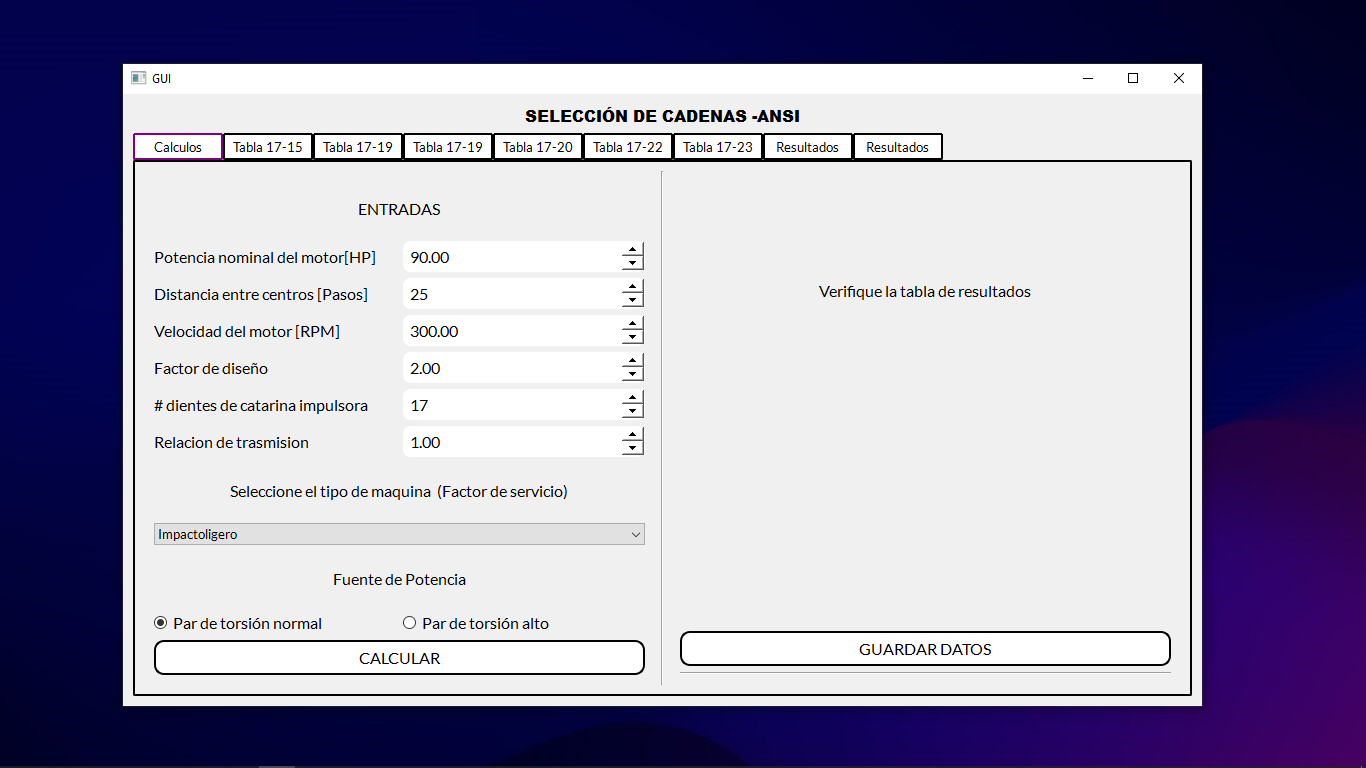 GUI
SELECCIÓN DE CADENAS -ANSI
Calculos Tabla 17-15 Tabla 17-19 Tabla 17-19 Tabla 17-20 Tabla 17-22 Tabla 17-23 Resultados Resultados
ENTRADAS
Potencia nominal del motor[HP] 90.00
Distancia entre centros [Pasos] 25
Velocidad del motor [RPM] 300.00
Factor de diseño 2.00
# dientes de catarina impulsora 17
Relacion de trasmision 1.00
Seleccione el tipo de maquina (Factor de servicio)
Impactoligero
Fuente de Potencia
Par de torsión normal Par de torsión alto
CALCULAR
Verifique la tabla de resultados
GUARDAR DATOS